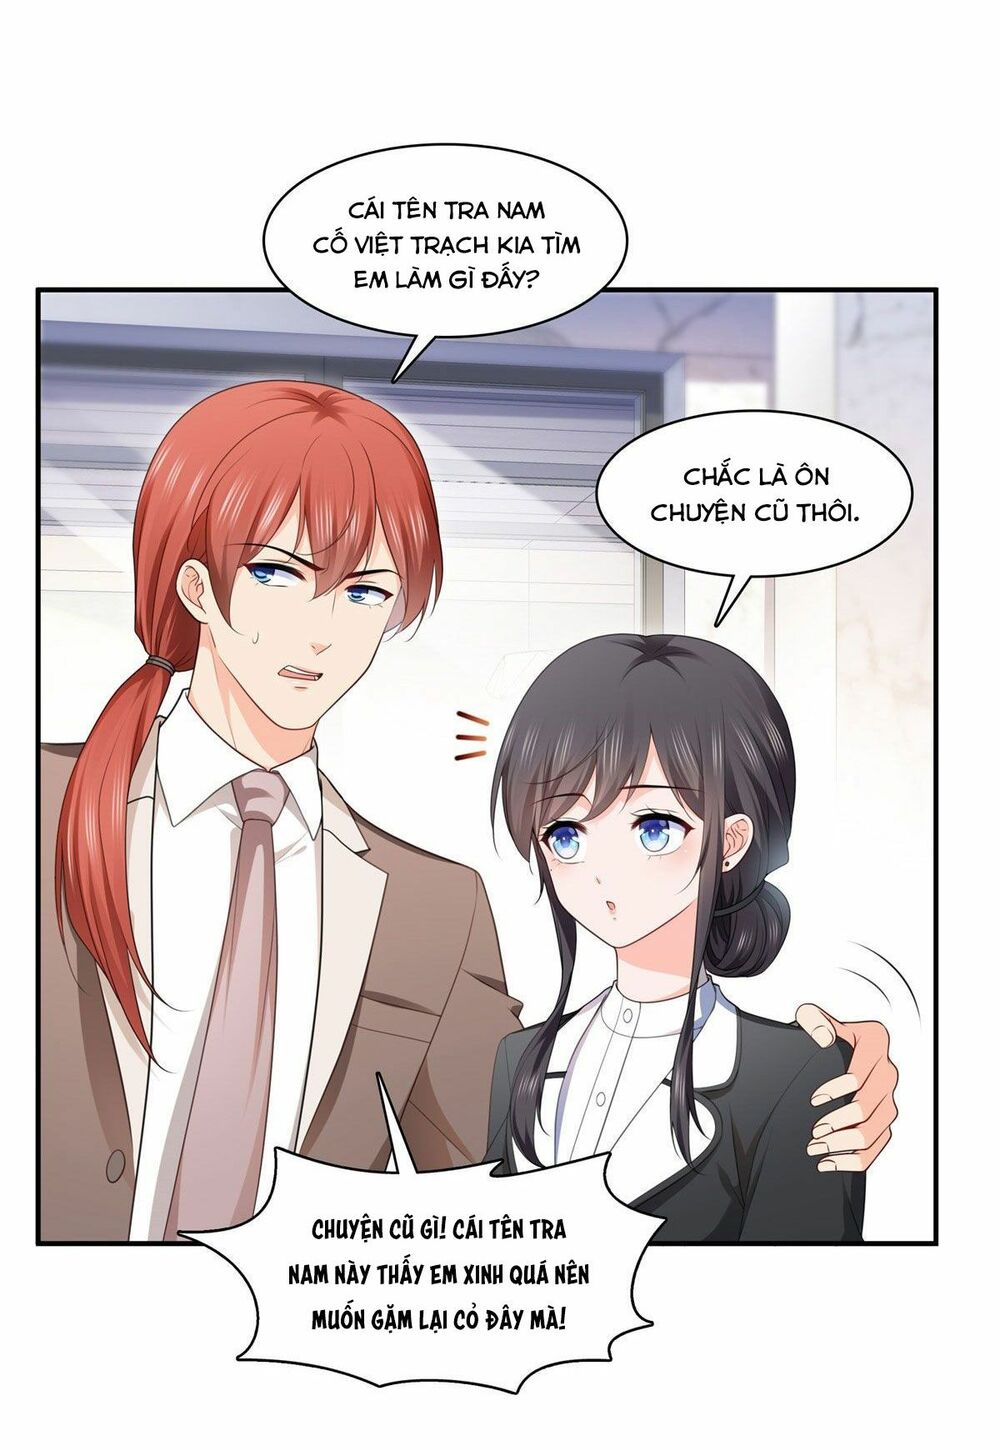 CÁI TÊN TRA NAM
CỐ VIỆT TRẠCH KIA TÌM
EM LÀM GÌ ĐẤY?
CHẮC LÀ ÔN
CHUYỆN CŨ THÔI.
CHUYỆN CŨ GÌ! CÁI TÊN TRA
NAM NÀY THẤY EM XINH QUÁ NÊN
MUỐN GẶM LẠI CỎ ĐÂY MÀ!